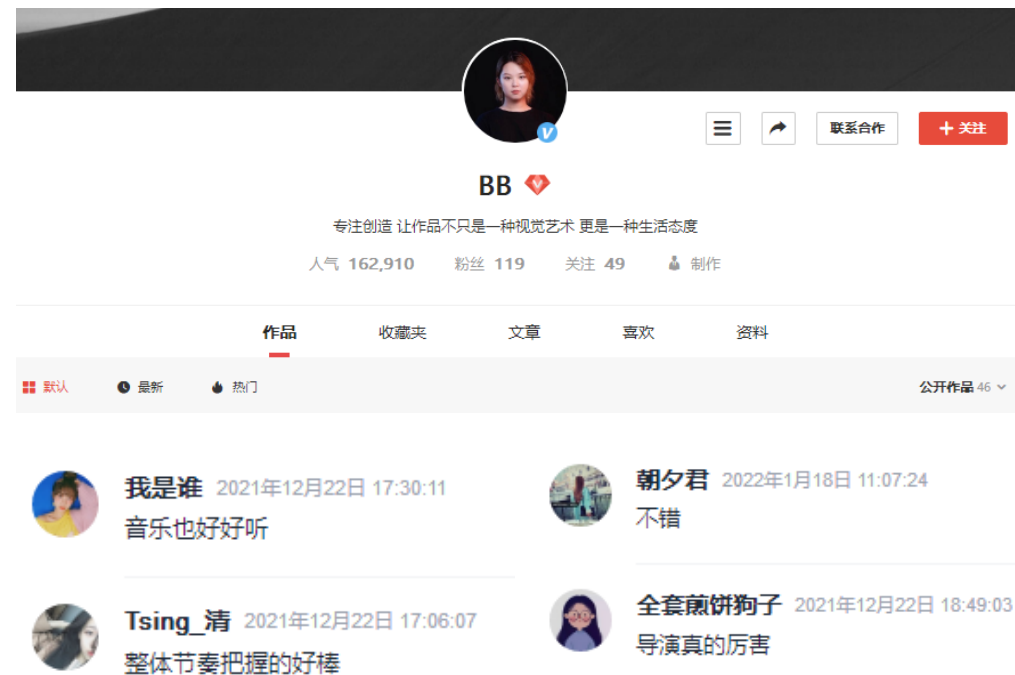 联系合作
+ 关注
BB
专注创造 让作品不只是一种视觉艺术 更是一种生活态度
人气 162,910 粉丝 119 关注 49 制作
作品 收藏夹 文章 喜欢 资料
默认 最新 热门 公开作品 46
我是谁 2021年12月22日 17:30:11
音乐也好好听
朝夕君 2022年1月18日 11:07:24
不错
Tsing_清 2021年12月22日 17:06:07
整体节奏把握的好棒
全套煎饼狗子 2021年12月22日 18:49:03
导演真的厉害